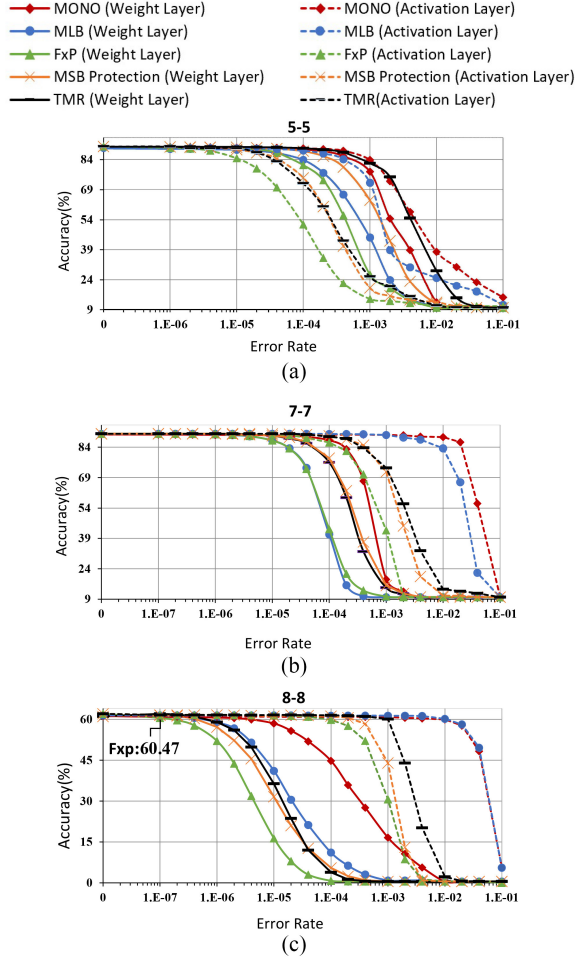 MONO (Weight Layer) MONO (Activation Layer)
MLB (Weight Layer) MLB (Activation Layer)
FxP (Weight Layer) FxP (Activation Layer)
MSB Protection (Weight Layer) MSB Protection (Activation Layer)
TMR (Weight Layer) TMR(Activation Layer)
5-5
84
69
54
39
24
9
Accuracy(%)
0 1.E-06 1.E-05 1.E-04 1.E-03 1.E-02 1.E-01
Error Rate
(a)
7-7
84
69
54
39
24
9
Accuracy(%)
0 1.E-07 1.E-06 1.E-05 1.E-04 1.E-03 1.E-02 1.E-01
Error Rate
(b)
8-8
60
45
30
15
0
Accuracy(%)
Fxp:60.47
0 1.E-07 1.E-06 1.E-05 1.E-04 1.E-03 1.E-02 1.E-01
Error Rate
(c)